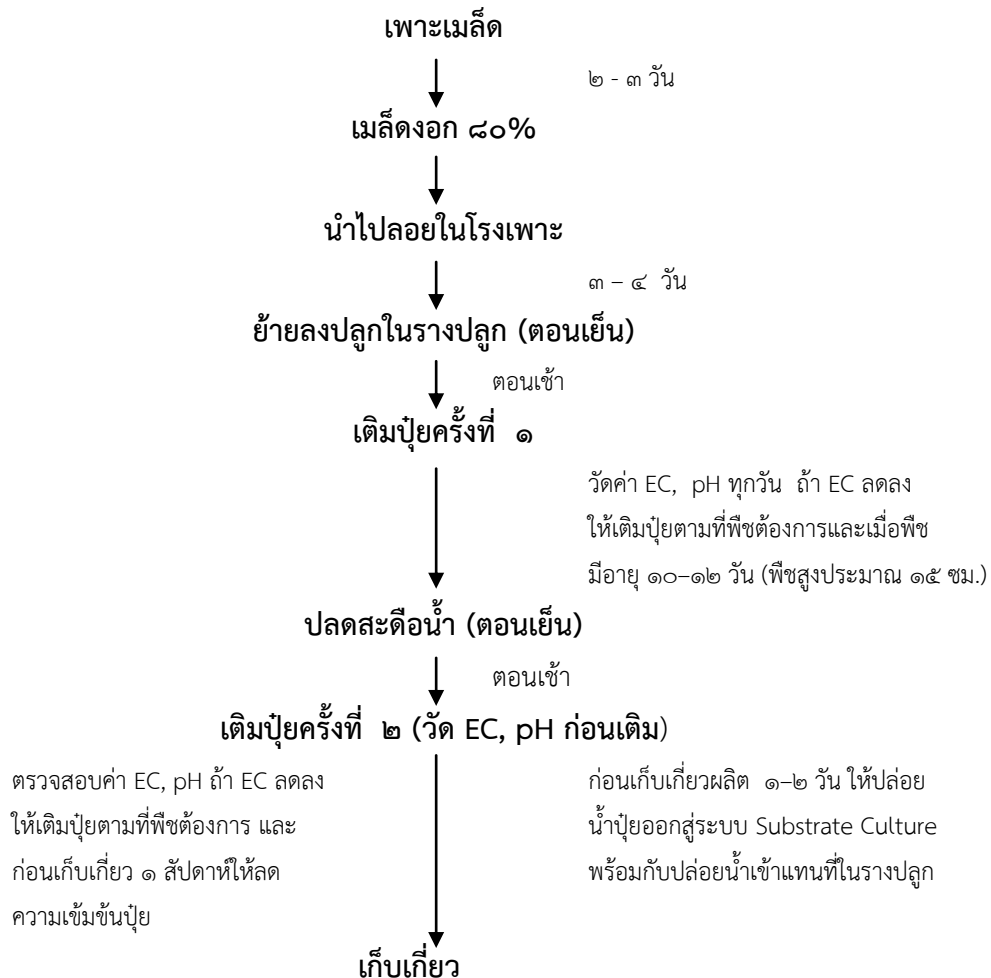 เพาะเมล็ด
๒ - ๓ วัน
เมล็ดงอก ๘๐%
นำไปลอยในโรงเพาะ
๓ – ๔ วัน
ย้ายลงปลูกในรางปลูก (ตอนเย็น)
ตอนเช้า
เติมปุ๋ยครั้งที่ ๑
วัดค่า EC, pH ทุกวัน ถ้า EC ลดลง
ให้เติมปุ๋ยตามที่พืชต้องการและเมื่อพืช
มีอายุ ๑๐–๑๒ วัน (พืชสูงประมาณ ๑๕ ซม.)
ปลดสะดือน้ำ (ตอนเย็น)
ตอนเช้า
เติมปุ๋ยครั้งที่ ๒ (วัด EC, pH ก่อนเติม)
ตรวจสอบค่า EC, pH ถ้า EC ลดลง
ให้เติมปุ๋ยตามที่พืชต้องการ และ
ก่อนเก็บเกี่ยว ๑ สัปดาห์ให้ลด
ความเข้มข้นปุ๋ย
ก่อนเก็บเกี่ยวผลิต ๑–๒ วัน ให้ปล่อย
น้ำปุ๋ยออกสู่ระบบ Substrate Culture
พร้อมกับปล่อยน้ำเข้าแทนที่ในรางปลูก
เก็บเกี่ยว